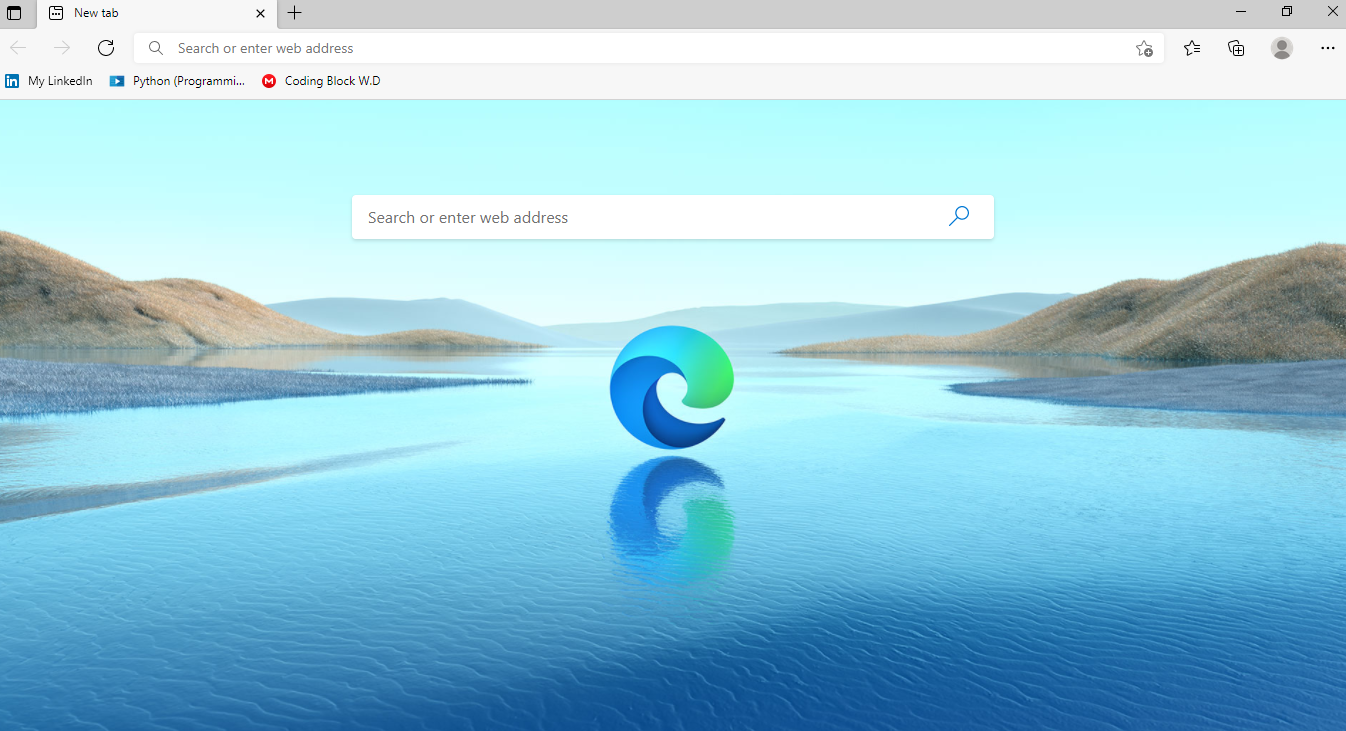 New tab
Search or enter web address
My LinkedIn Python (Programmi... Coding Block W.D
Search or enter web address